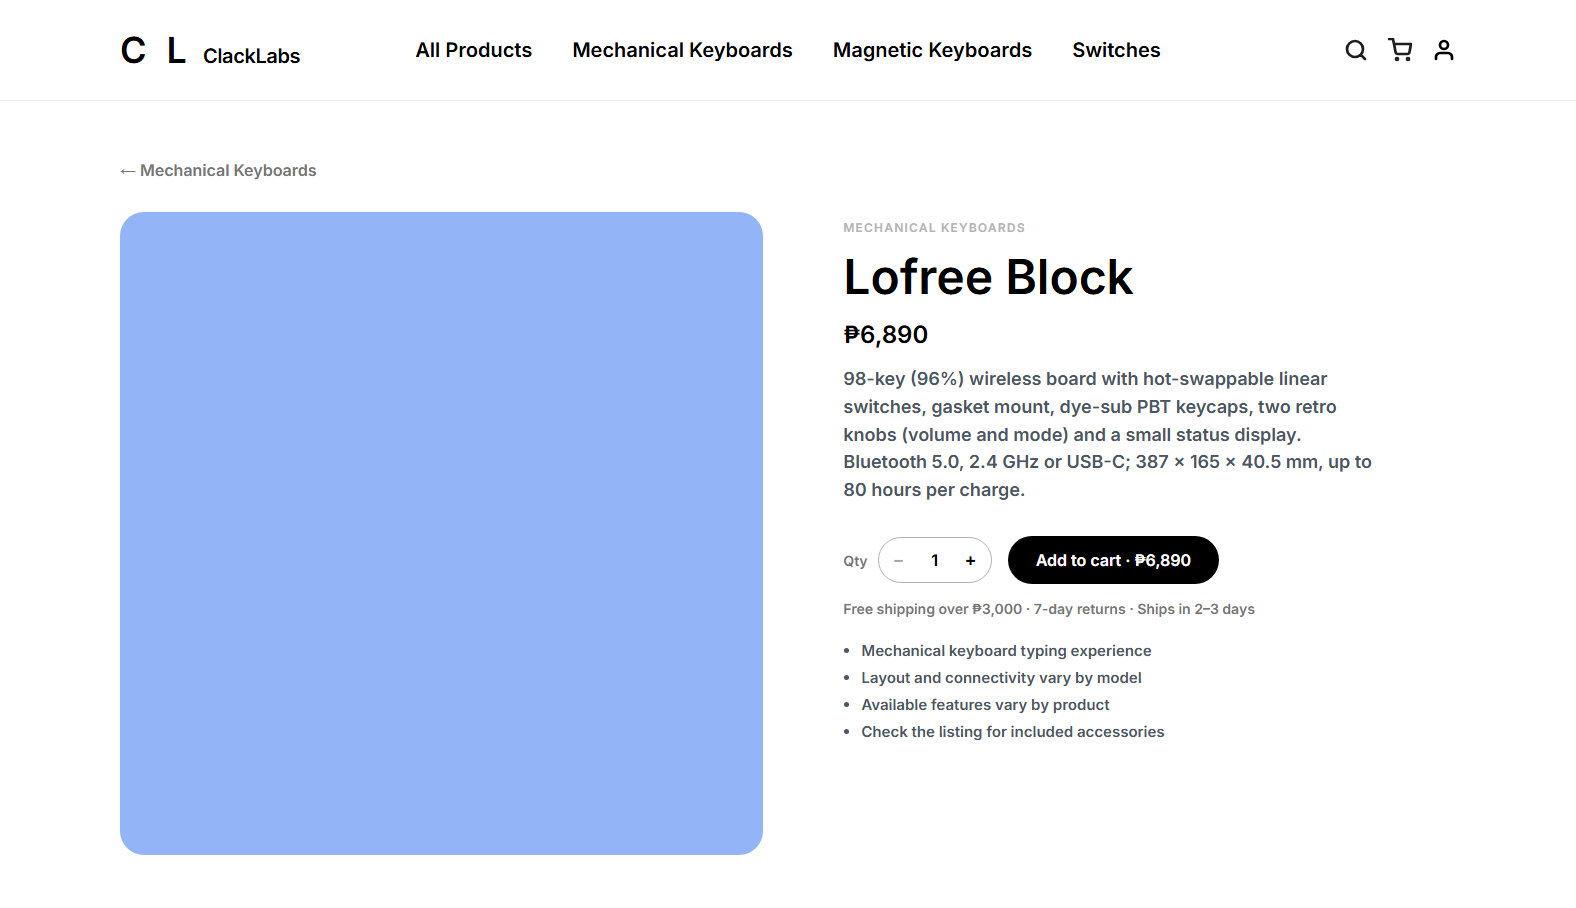 C L ClackLabs
All Products
Mechanical Keyboards
Magnetic Keyboards
Switches
← Mechanical Keyboards
MECHANICAL KEYBOARDS
Lofree Block
₱6,890
98-key (96%) wireless board with hot-swappable linear
switches, gasket mount, dye-sub PBT keycaps, two retro
knobs (volume and mode) and a small status display.
Bluetooth 5.0, 2.4 GHz or USB-C; 387 × 165 × 40.5 mm, up to
80 hours per charge.
Qty − 1 +
Add to cart · ₱6,890
Free shipping over ₱3,000 · 7-day returns · Ships in 2–3 days
• Mechanical keyboard typing experience
• Layout and connectivity vary by model
• Available features vary by product
• Check the listing for included accessories